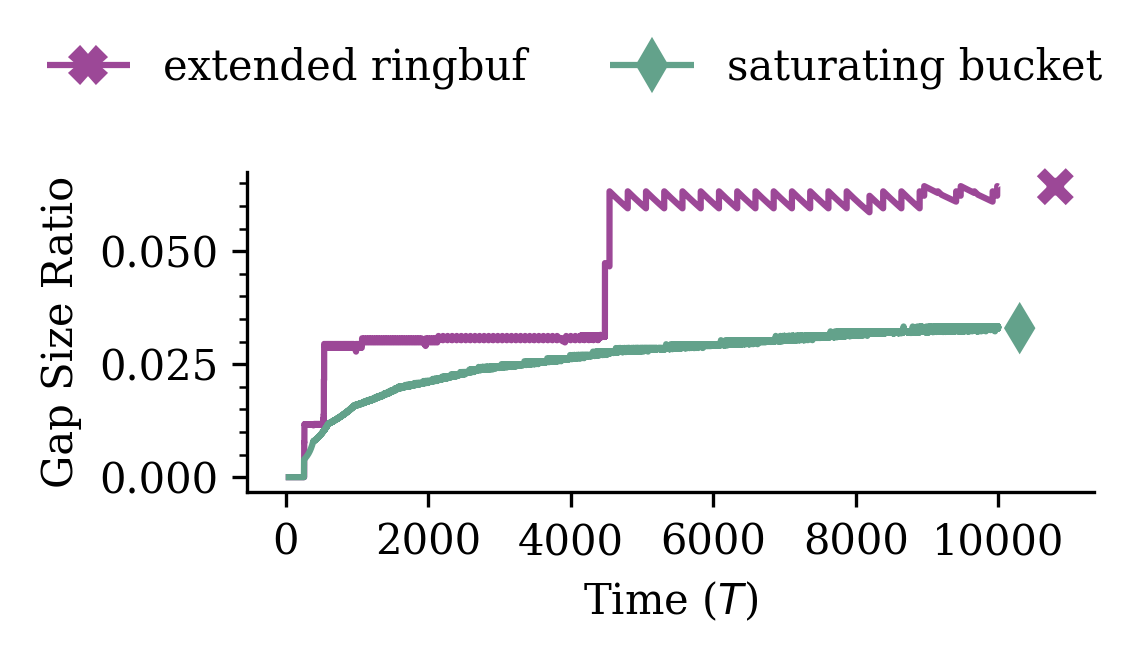 extended ringbuf
saturating bucket
Gap Size Ratio
0.050
0.025
0.000
0 2000 4000 6000 8000 10000
Time (T)